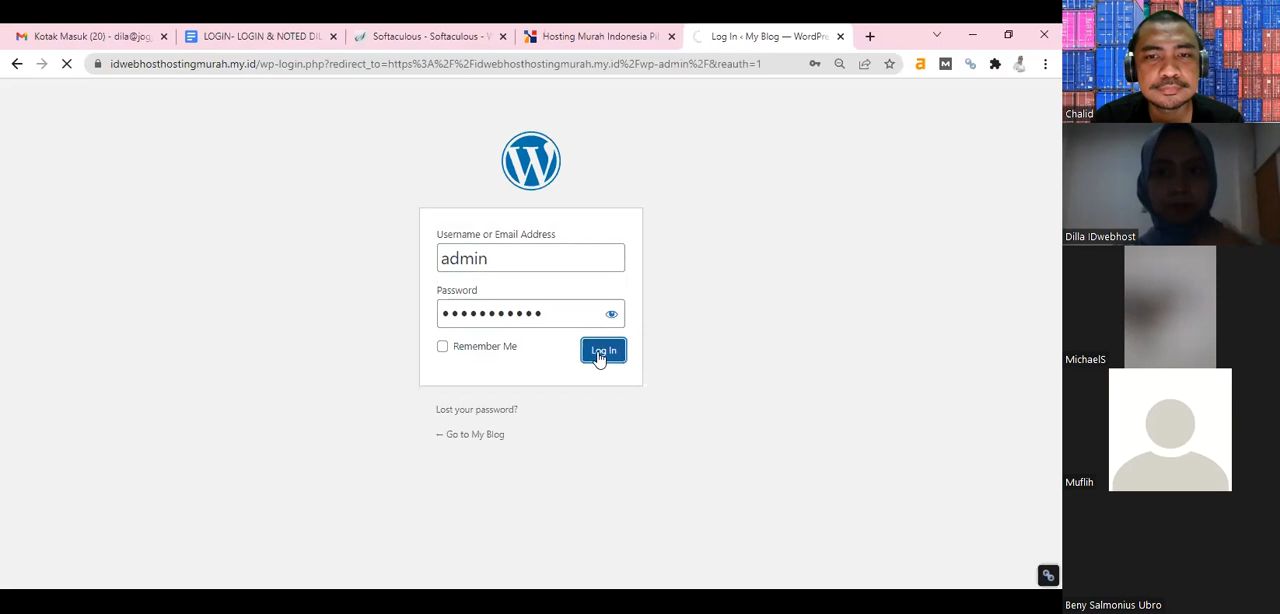 Kotak Masuk (20) - dila@jog
LOGIN- LOGIN & NOTED DIL
Softaculous - Softaculous - W
Hosting Murah Indonesia Pil
Log In ‹ My Blog — WordPre
idwebhosthostingmurah.my.id/wp-login.php?redirect_to=https%3A%2F%2Fidwebhosthostingmurah.my.id%2Fwp-admin%2F&reauth=1
Username or Email Address
admin
Password
Remember Me
Log In
Lost your password?
← Go to My Blog
Chalid
Dilla IDwebhost
MichaelS
Muflih
Beny Salmonius Ubro